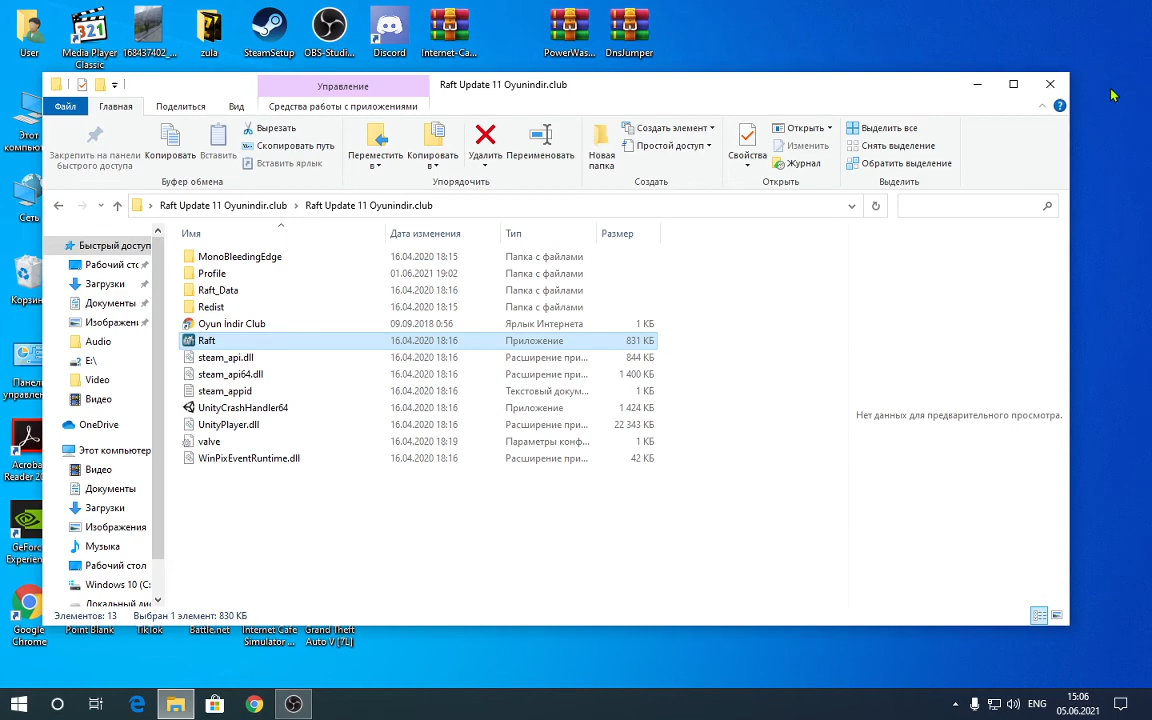 User
Media Player
Classic
168437402_...
zula
SteamSetup
OBS-Studi...
Discord
Internet-Ca...
PowerWas...
DnsJumper
Управление
Raft Update 11 Oyunindir.club
Файл
Главная
Поделиться
Вид
Средства работы с приложениями
Закрепить на панели
быстрого доступа
Копировать
Вставить
Вырезать
Скопировать путь
Вставить ярлык
Переместить
в
Копировать
в
Удалить
Переименовать
Новая
папка
Создать элемент
Простой доступ
Свойства
Открыть
Изменить
Журнал
Выделить все
Снять выделение
Обратить выделение
Буфер обмена
Упорядочить
Создать
Открыть
Выделить
Raft Update 11 Oyunindir.club
Raft Update 11 Oyunindir.club
Имя
Дата изменения
Тип
Размер
MonoBleedingEdge 16.04.2020 18:15 Папка с файлами
Profile 01.06.2021 19:02 Папка с файлами
Raft_Data 16.04.2020 18:16 Папка с файлами
Redist 16.04.2020 18:15 Папка с файлами
Oyun İndir Club 09.09.2018 0:56 Ярлык Интернета 1 КБ
Raft 16.04.2020 18:16 Приложение 831 КБ
steam_api.dll 16.04.2020 18:16 Расширение при... 844 КБ
steam_api64.dll 16.04.2020 18:16 Расширение при... 1 400 КБ
steam_appid 16.04.2020 18:16 Текстовый докум... 1 КБ
UnityCrashHandler64 16.04.2020 18:16 Приложение 1 424 КБ
UnityPlayer.dll 16.04.2020 18:16 Расширение при... 22 343 КБ
valve 16.04.2020 18:19 Параметры конф... 1 КБ
WinPixEventRuntime.dll 16.04.2020 18:16 Расширение при... 42 КБ
Нет данных для предварительного просмотра.
Быстрый доступ
Рабочий сто
Загрузки
Документы
Изображени
Audio
E:\
Video
Видео
OneDrive
Этот компьютер
Видео
Документы
Загрузки
Изображения
Музыка
Рабочий стол
Windows 10 (C:
Локальный дис
Элементов: 13
Выбран 1 элемент: 830 КБ
Этот
компью
Сеть
Корзин
Панел
управле
Acroba
Reader 20
GeForc
Experien
Google
Chrome
Point Blank
TikTok
Battle.net
Internet Cafe
Simulator ...
Grand Theft
Auto V [7L]
ENG
15:06
05.06.2021